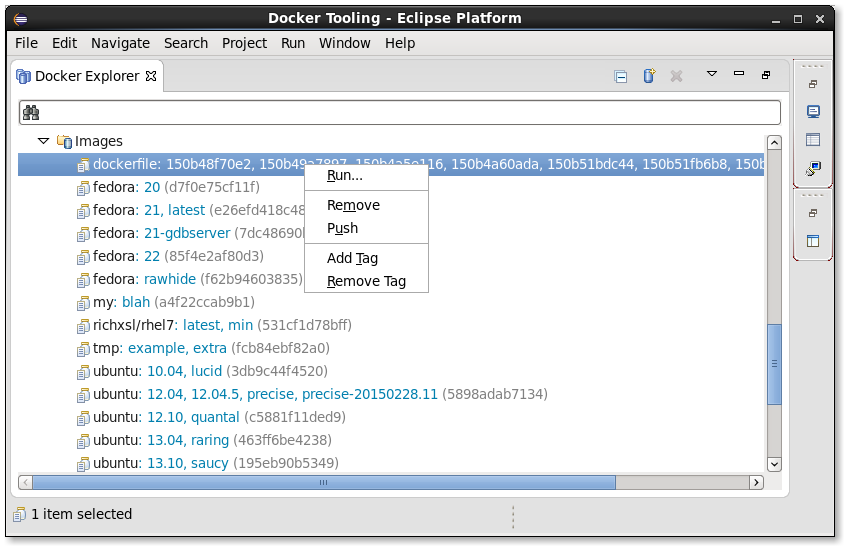 Docker Tooling - Eclipse Platform
File Edit Navigate Search Project Run Window Help
Docker Explorer
Images
dockerfile: 150b48f70e2, 150b49a7897, 150b4a5e116, 150b4a60ada, 150b51bdc44, 150b51fb6b8, 150b
Run...
fedora: 20 (d7f0e75cf11f)
Remove
fedora: 21, latest (e26efd418c48
Push
fedora: 21-gdbserver (7dc48690
Add Tag
fedora: 22 (85f4e2af80d3)
Remove Tag
fedora: rawhide (f62b94603835)
my: blah (a4f22ccab9b1)
richxsl/rhel7: latest, min (531cf1d78bff)
tmp: example, extra (fcb84ebf82a0)
ubuntu: 10.04, lucid (3db9c44f4520)
ubuntu: 12.04, 12.04.5, precise, precise-20150228.11 (5898adab7134)
ubuntu: 12.10, quantal (c5881f11ded9)
ubuntu: 13.04, raring (463ff6be4238)
ubuntu: 13.10, saucy (195eb90b5349)
1 item selected